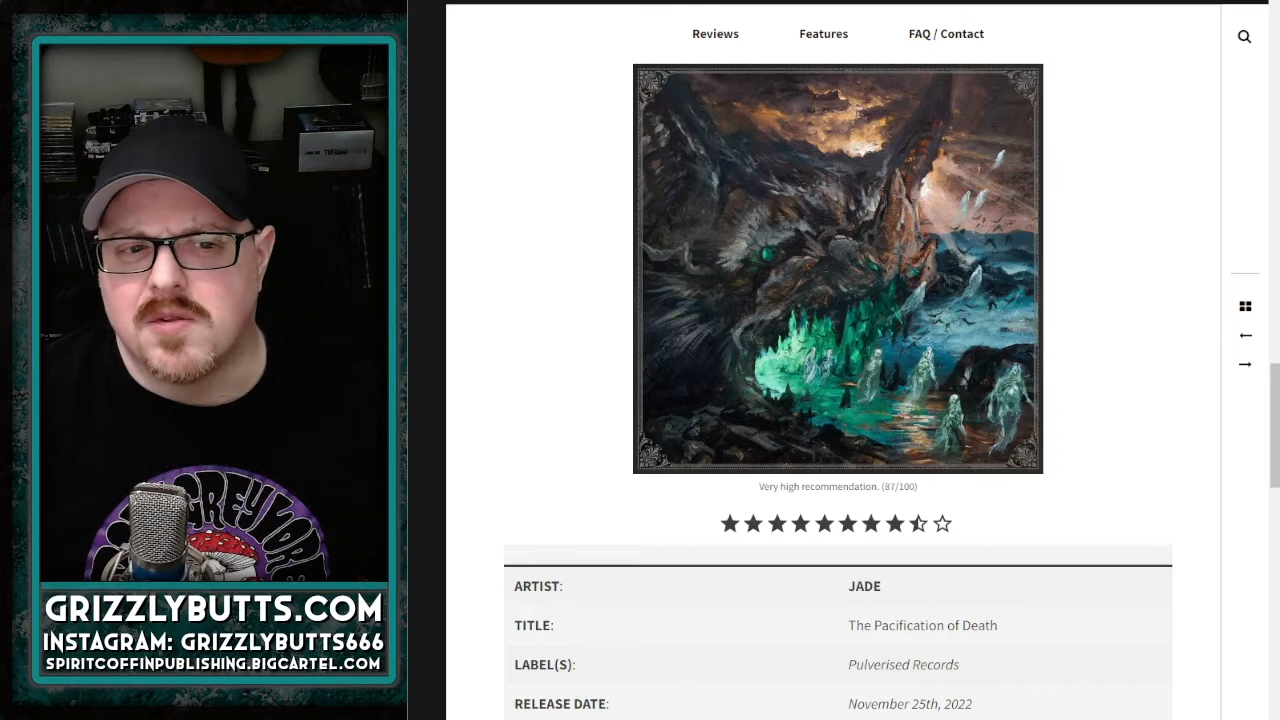 Reviews
Features
FAQ / Contact
GREYLOR
GRIZZLYBUTTS.COM
INSTAGRAM: GRIZZLYBUTTS666
SPIRITCOFFINPUBLISHING.BIGCARTEL.COM
Very high recommendation. (87/100)
ARTIST: JADE
TITLE: The Pacification of Death
LABEL(S): Pulverised Records
RELEASE DATE: November 25th, 2022